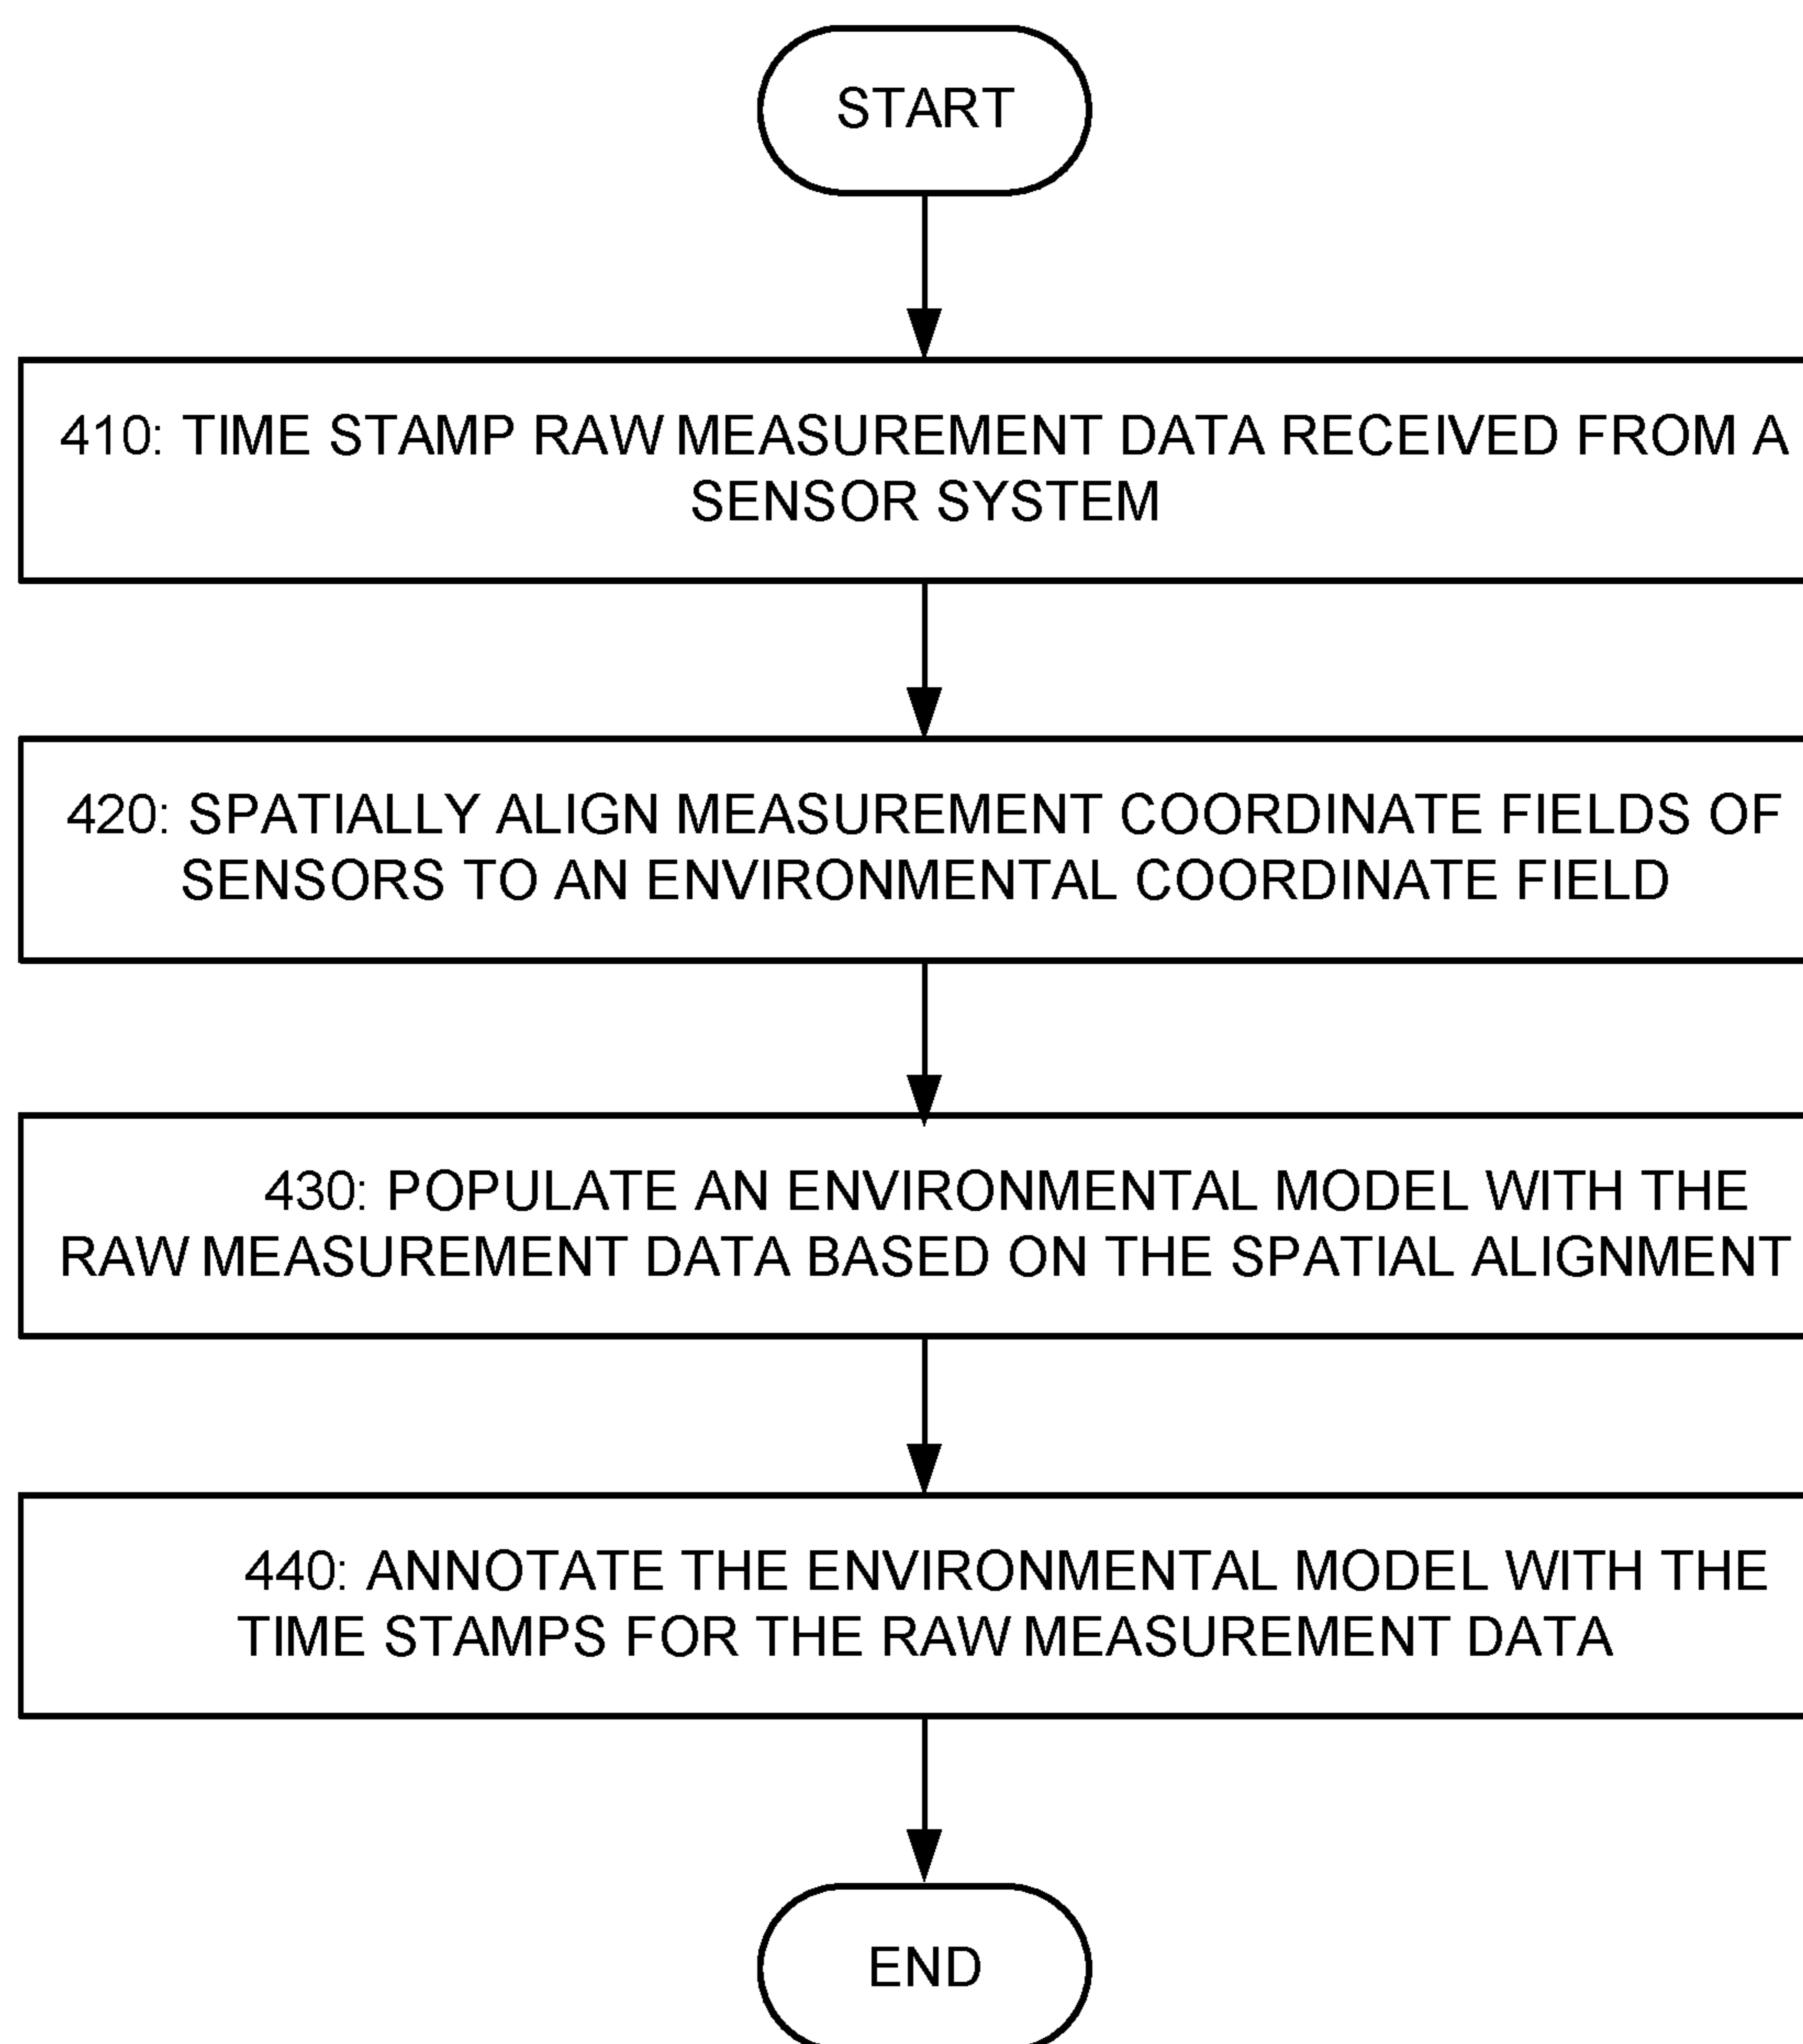 START
410: TIME STAMP RAW MEASUREMENT DATA RECEIVED FROM A
SENSOR SYSTEM
420: SPATIALLY ALIGN MEASUREMENT COORDINATE FIELDS OF
SENSORS TO AN ENVIRONMENTAL COORDINATE FIELD
430: POPULATE AN ENVIRONMENTAL MODEL WITH THE
RAW MEASUREMENT DATA BASED ON THE SPATIAL ALIGNMENT
440: ANNOTATE THE ENVIRONMENTAL MODEL WITH THE
TIME STAMPS FOR THE RAW MEASUREMENT DATA
END